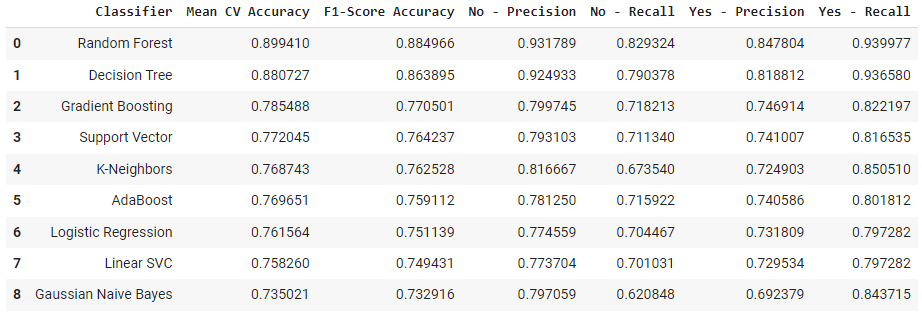 Classifier Mean CV Accuracy F1-Score Accuracy No - Precision No - Recall Yes - Precision Yes - Recall
0 Random Forest 0.899410 0.884966 0.931789 0.829324 0.847804 0.939977
1 Decision Tree 0.880727 0.863895 0.924933 0.790378 0.818812 0.936580
2 Gradient Boosting 0.785488 0.770501 0.799745 0.718213 0.746914 0.822197
3 Support Vector 0.772045 0.764237 0.793103 0.711340 0.741007 0.816535
4 K-Neighbors 0.768743 0.762528 0.816667 0.673540 0.724903 0.850510
5 AdaBoost 0.769651 0.759112 0.781250 0.715922 0.740586 0.801812
6 Logistic Regression 0.761564 0.751139 0.774559 0.704467 0.731809 0.797282
7 Linear SVC 0.758260 0.749431 0.773704 0.701031 0.729534 0.797282
8 Gaussian Naive Bayes 0.735021 0.732916 0.797059 0.620848 0.692379 0.843715